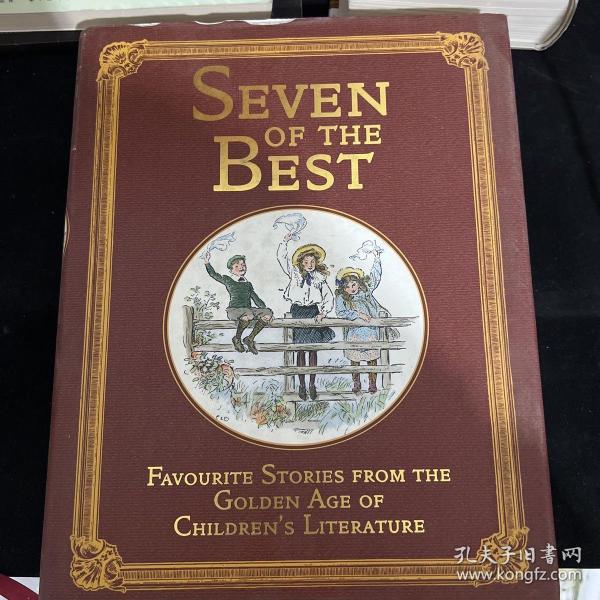 SEVEN
OF THE
BEST
FAVOURITE STORIES FROM THE
GOLDEN AGE OF
CHILDREN'S LITERATURE
孔夫子旧书网
www.kongfz.com